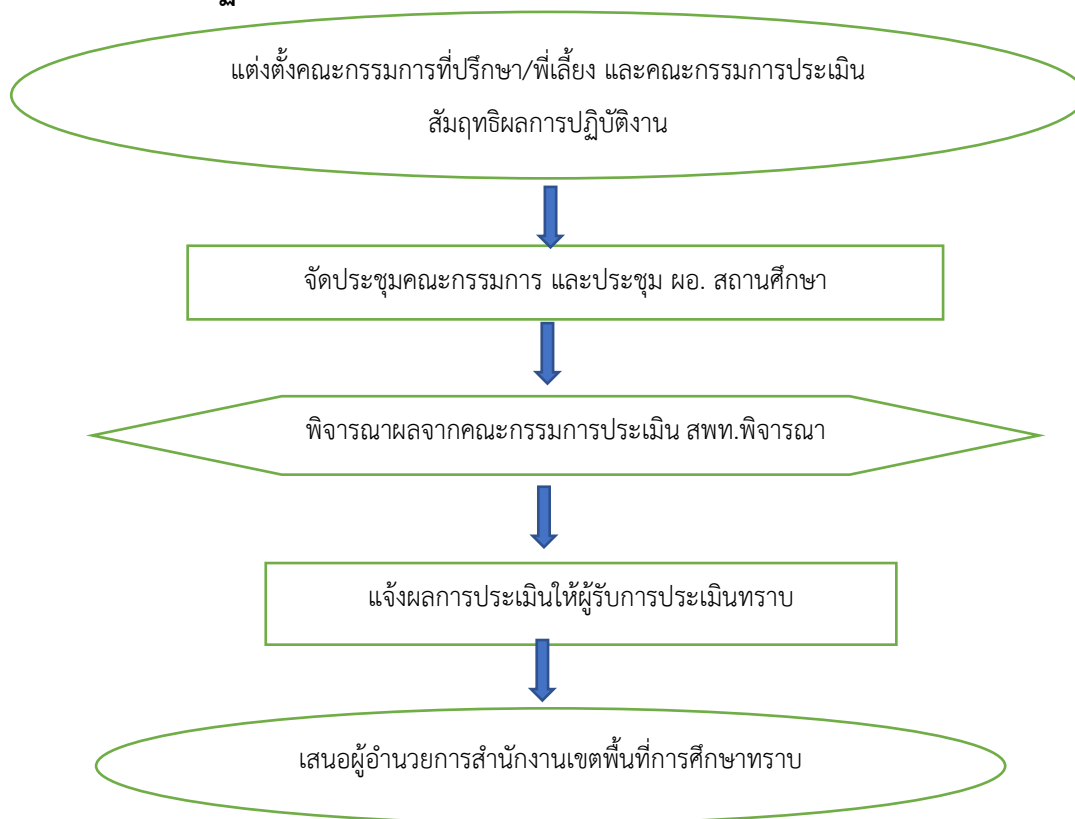 แต่งตั้งคณะกรรมการที่ปรึกษา/พี่เลี้ยง และคณะกรรมการประเมิน
สัมฤทธิผลการปฏิบัติงาน
จัดประชุมคณะกรรมการ และประชุม ผอ. สถานศึกษา
พิจารณาผลจากคณะกรรมการประเมิน สพท.พิจารณา
แจ้งผลการประเมินให้ผู้รับการประเมินทราบ
เสนอผู้อำนวยการสำนักงานเขตพื้นที่การศึกษาทราบ